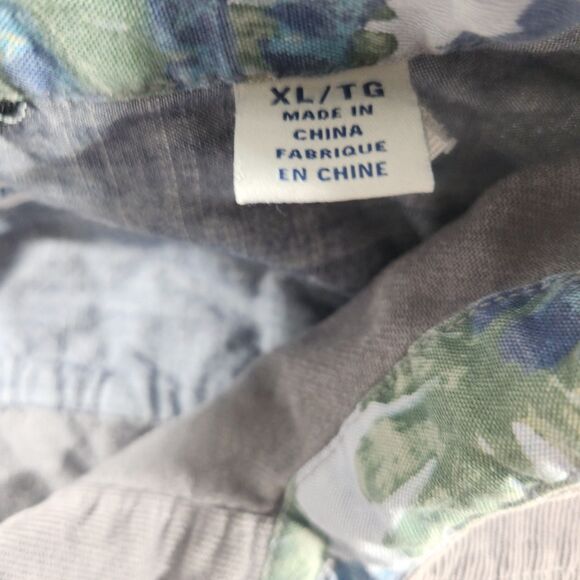 XL/TG
MADE IN
CHINA
FABRIQUE
EN CHINE